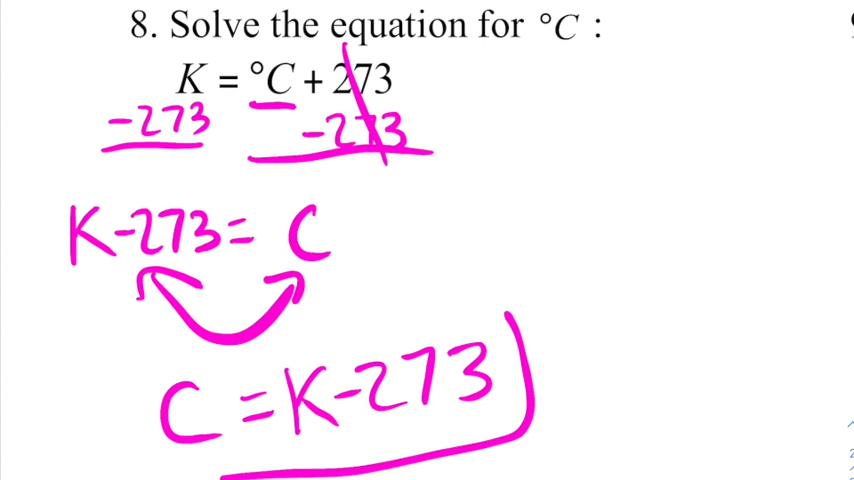 8. Solve the equation for °C :
K = °C + 273
-273 -273
K-273= C
C =K-273